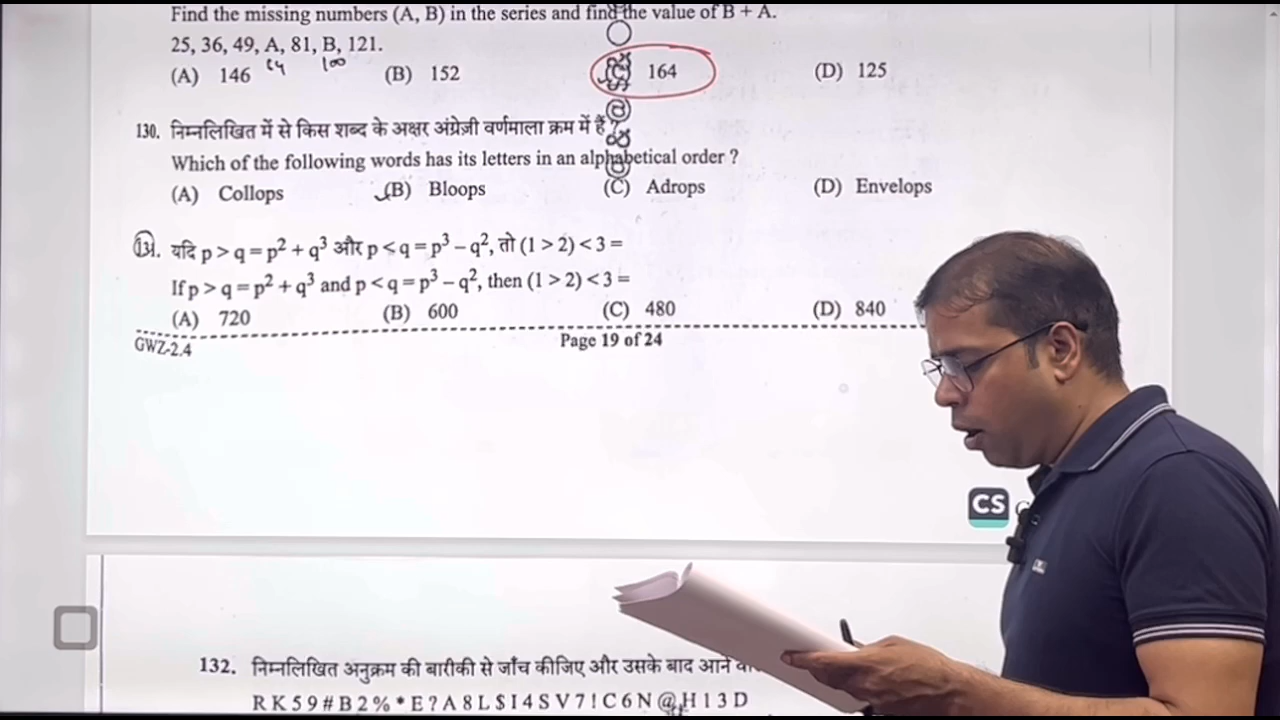 Find the missing numbers (A, B) in the series and find the value of B + A.
25, 36, 49, A, 81, B, 121.
64 100
(A) 146 (B) 152 (C) 164 (D) 125
130. निम्नलिखित में से किस शब्द के अक्षर अंग्रेज़ी वर्णमाला क्रम में हैं ?
Which of the following words has its letters in an alphabetical order ?
(A) Collops (B) Bloops (C) Adrops (D) Envelops
131. यदि p > q = p² + q³ और p < q = p³ – q², तो (1 > 2) < 3 =
If p > q = p² + q³ and p < q = p³ – q², then (1 > 2) < 3 =
(A) 720 (B) 600 (C) 480 (D) 840
GWZ-2.4 Page 19 of 24
CS
132. निम्नलिखित अनुक्रम की बारीकी से जाँच कीजिए और उसके बाद आने
R K 5 9 # B 2 % * E ? A 8 L $ I 4 S V 7 ! C 6 N @ H 1 3 D